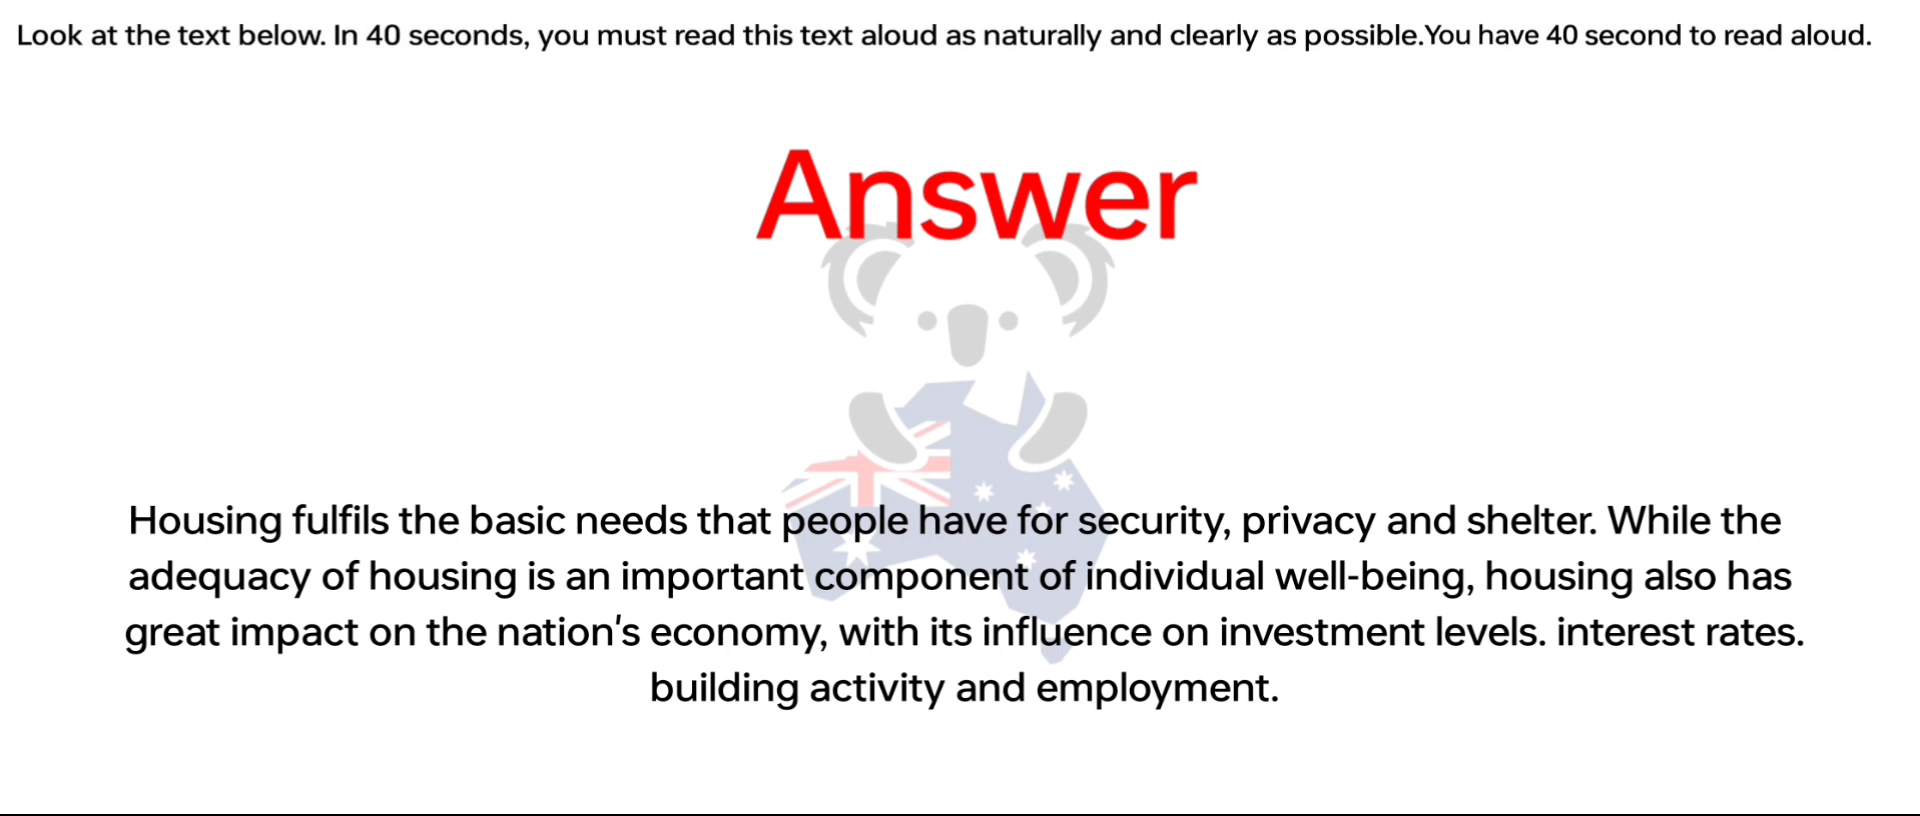 Look at the text below. In 40 seconds, you must read this text aloud as naturally and clearly as possible.You have 40 second to read aloud.
Answer
Housing fulfils the basic needs that people have for security, privacy and shelter. While the
adequacy of housing is an important component of individual well-being, housing also has
great impact on the nation's economy, with its influence on investment levels. interest rates.
building activity and employment.